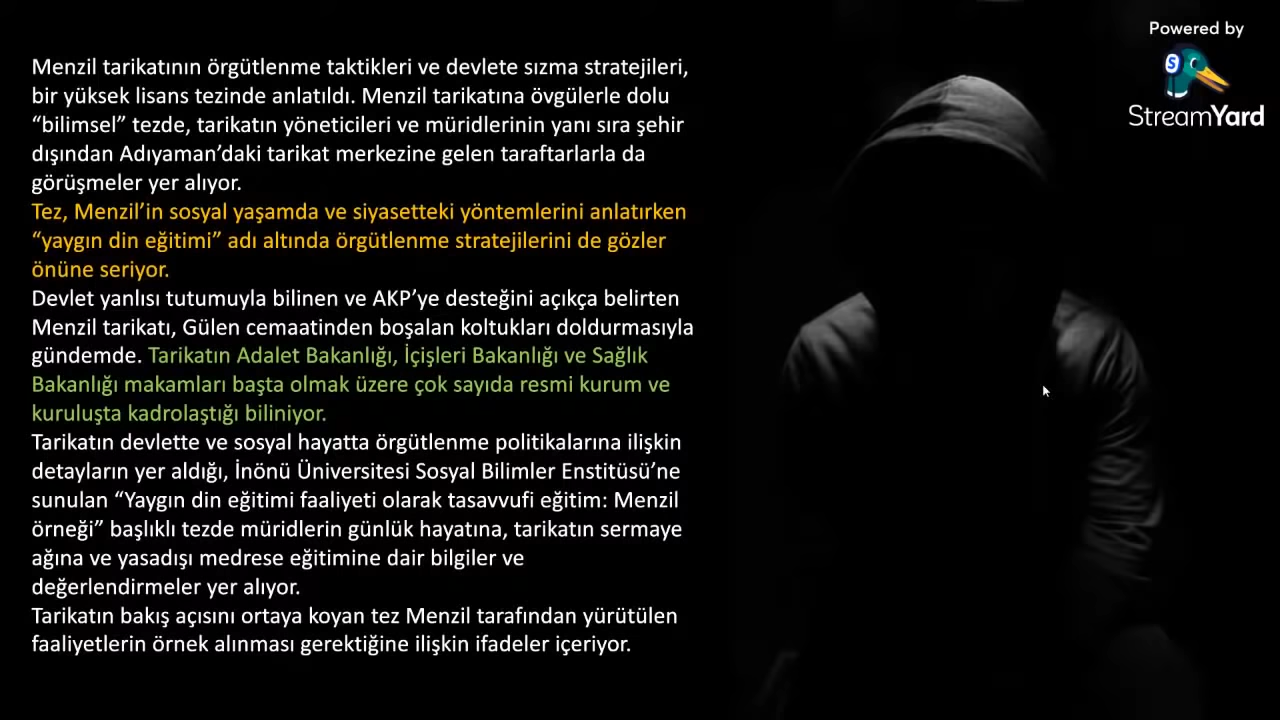 Powered by
StreamYard
Menzil tarikatının örgütlenme taktikleri ve devlete sızma stratejileri,
bir yüksek lisans tezinde anlatıldı. Menzil tarikatına övgülerle dolu
“bilimsel” tezde, tarikatın yöneticileri ve müridlerinin yanı sıra şehir
dışından Adıyaman’daki tarikat merkezine gelen taraftarlarla da
görüşmeler yer alıyor.
Tez, Menzil’in sosyal yaşamda ve siyasetteki yöntemlerini anlatırken
“yaygın din eğitimi” adı altında örgütlenme stratejilerini de gözler
önüne seriyor.
Devlet yanlısı tutumuyla bilinen ve AKP’ye desteğini açıkça belirten
Menzil tarikatı, Gülen cemaatinden boşalan koltukları doldurmasıyla
gündemde. Tarikatın Adalet Bakanlığı, İçişleri Bakanlığı ve Sağlık
Bakanlığı makamları başta olmak üzere çok sayıda resmi kurum ve
kuruluşta kadrolaştığı biliniyor.
Tarikatın devlette ve sosyal hayatta örgütlenme politikalarına ilişkin
detayların yer aldığı, İnönü Üniversitesi Sosyal Bilimler Enstitüsü’ne
sunulan “Yaygın din eğitimi faaliyeti olarak tasavvufi eğitim: Menzil
örneği” başlıklı tezde müridlerin günlük hayatına, tarikatın sermaye
ağına ve yasadışı medrese eğitimine dair bilgiler ve
değerlendirmeler yer alıyor.
Tarikatın bakış açısını ortaya koyan tez Menzil tarafından yürütülen
faaliyetlerin örnek alınması gerektiğine ilişkin ifadeler içeriyor.